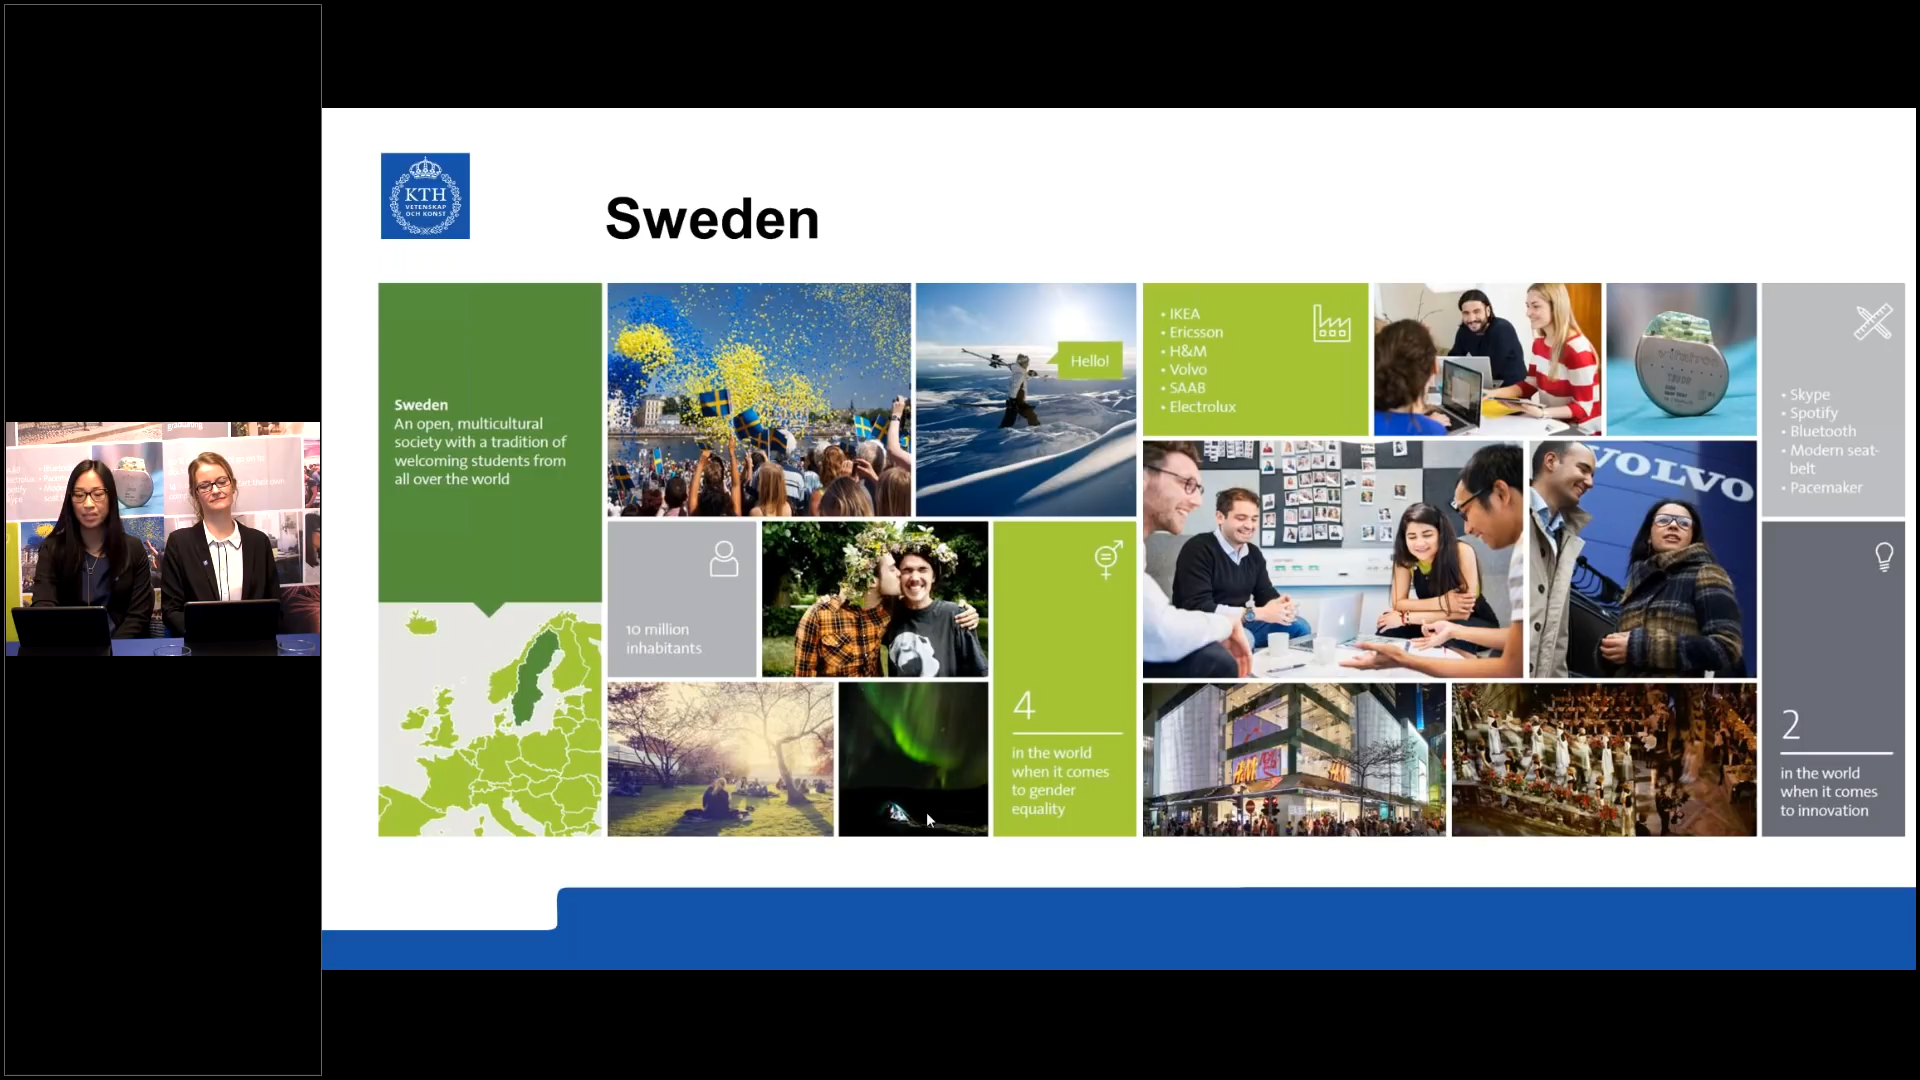 KTH
VETENSKAP
OCH KONST
Sweden
Sweden
An open, multicultural
society with a tradition of
welcoming students from
all over the world
Hello!
• IKEA
• Ericsson
• H&M
• Volvo
• SAAB
• Electrolux
• Skype
• Spotify
• Bluetooth
• Modern seat-
belt
• Pacemaker
VOLVO
10 million
inhabitants
4
in the world
when it comes
to gender
equality
H&M
2
in the world
when it comes
to innovation